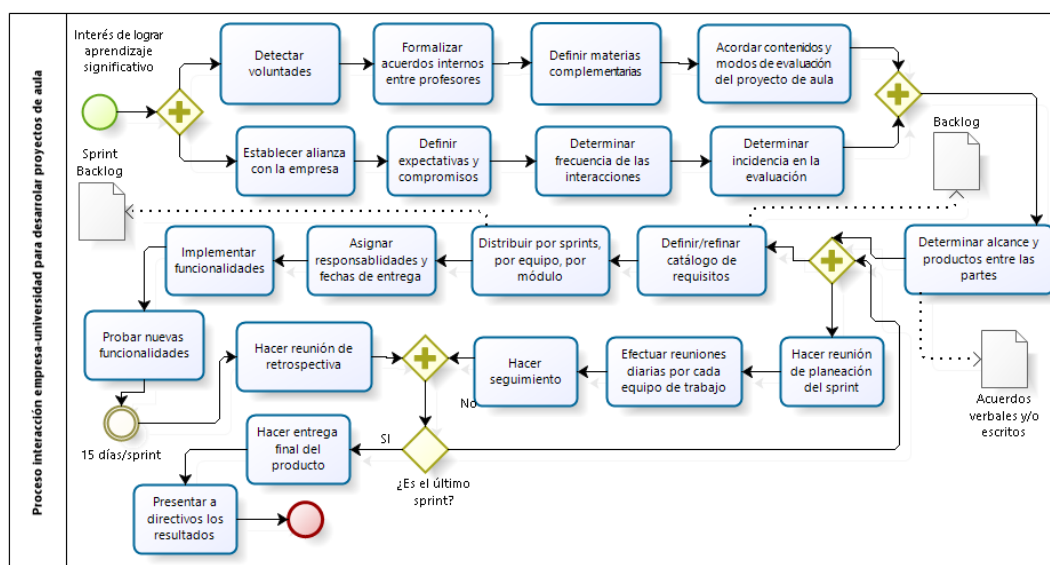 Proceso interacción empresa-universidad para desarrolar proyectos de aula
Interés de lograr
aprendizaje
significativo
Detectar
voluntades
Formalizar
acuerdos internos
entre profesores
Definir materias
complementarias
Acordar contenidos y
modos de evaluación
del proyecto de aula
Establecer alianza
con la empresa
Definir
expectativas y
compromisos
Determinar
frecuencia de las
interacciones
Determinar
incidencia en la
evaluación
Backlog
Sprint
Backlog
Implementar
funcionalidades
Asignar
responsablidades y
fechas de entrega
Distribuir por sprints,
por equipo, por
módulo
Definir/refinar
catálogo de
requisitos
Determinar alcance y
productos entre las
partes
Probar nuevas
funcionalidades
Hacer reunión de
retrospectiva
Hacer
seguimiento
Efectuar reuniones
diarias por cada
equipo de trabajo
Hacer reunión
de planeación
del sprint
Acuerdos
verbales y/o
escritos
No
15 días/sprint
Hacer entrega
final del
producto
SI
¿Es el último
sprint?
Presentar a
directivos los
resultados